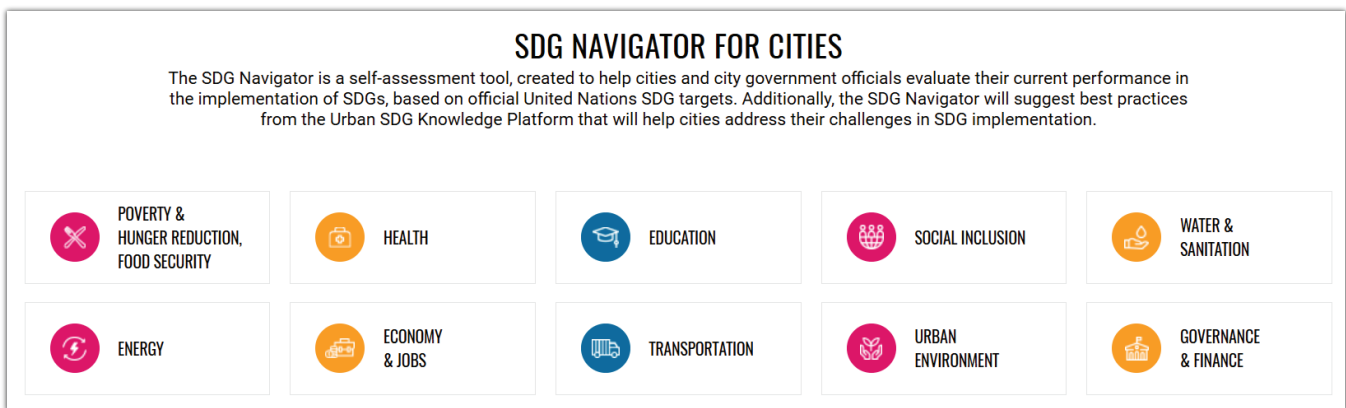 SDG NAVIGATOR FOR CITIES
The SDG Navigator is a self-assessment tool, created to help cities and city government officials evaluate their current performance in
the implementation of SDGs, based on official United Nations SDG targets. Additionally, the SDG Navigator will suggest best practices
from the Urban SDG Knowledge Platform that will help cities address their challenges in SDG implementation.
POVERTY &
HUNGER REDUCTION,
FOOD SECURITY
HEALTH
EDUCATION
SOCIAL INCLUSION
WATER &
SANITATION
ENERGY
ECONOMY
& JOBS
TRANSPORTATION
URBAN
ENVIRONMENT
GOVERNANCE
& FINANCE